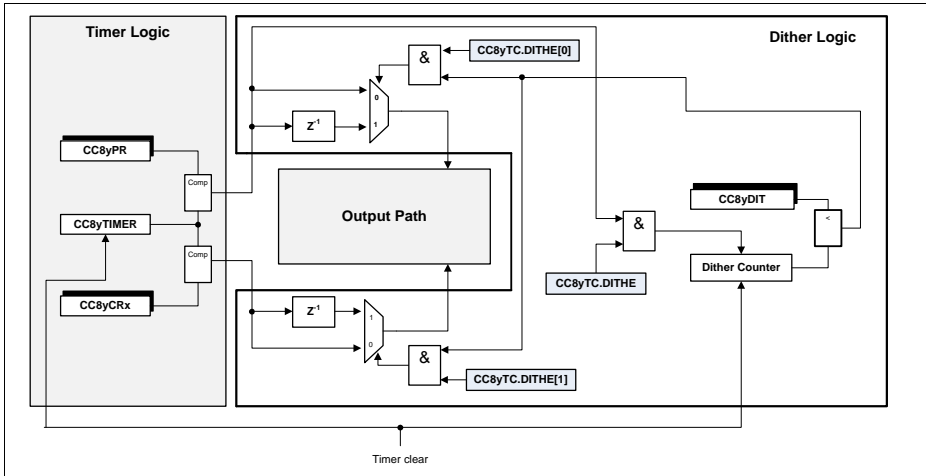 Timer Logic
Dither Logic
CC8yTC.DITHE[0]
&
0
1
Z-1
CC8yPR
Comp
CC8yTIMER
Comp
CC8yCRx
Output Path
CC8yDIT
<
&
Dither Counter
CC8yTC.DITHE
Z-1
1
0
&
CC8yTC.DITHE[1]
Timer clear